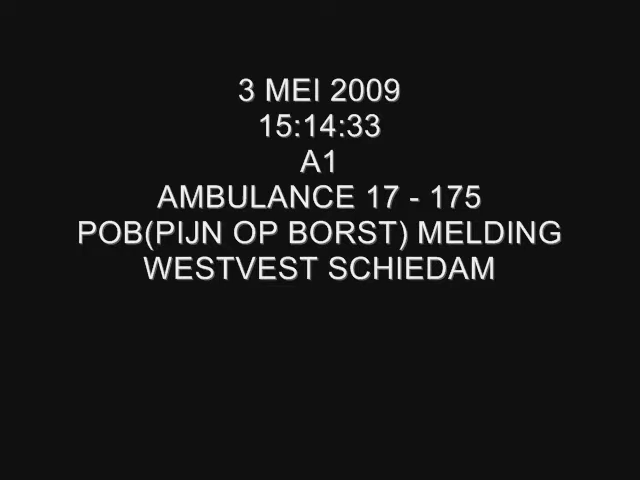 3 MEI 2009
15:14:33
A1
AMBULANCE 17 - 175
POB(PIJN OP BORST) MELDING
WESTVEST SCHIEDAM